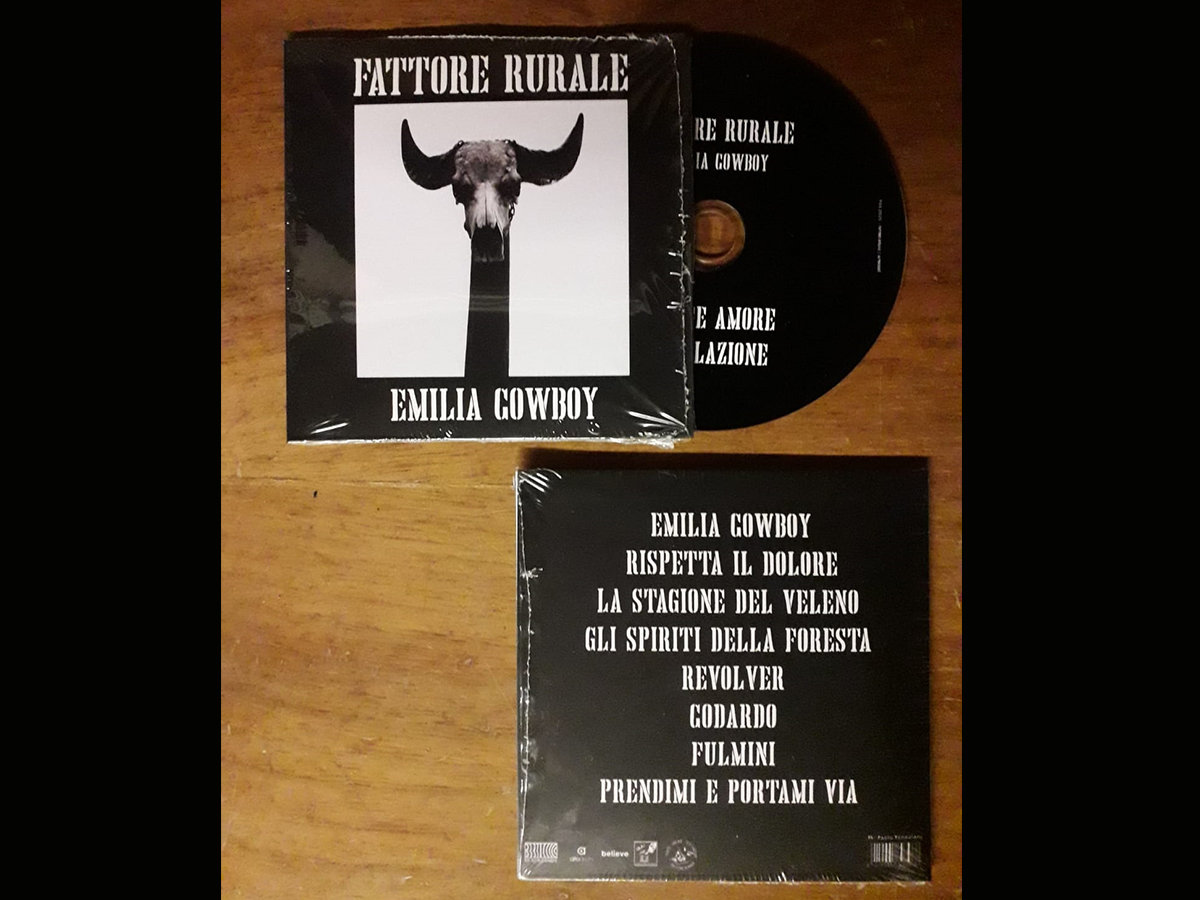 FATTORE RURALE
EMILIA COWBOY
RE RURALE
IA COWBOY
E AMORE
LAZIONE
EMILIA COWBOY
RISPETTA IL DOLORE
LA STAGIONE DEL VELENO
GLI SPIRITI DELLA FORESTA
REVOLVER
GODARDO
FULMINI
PRENDIMI E PORTAMI VIA
believe